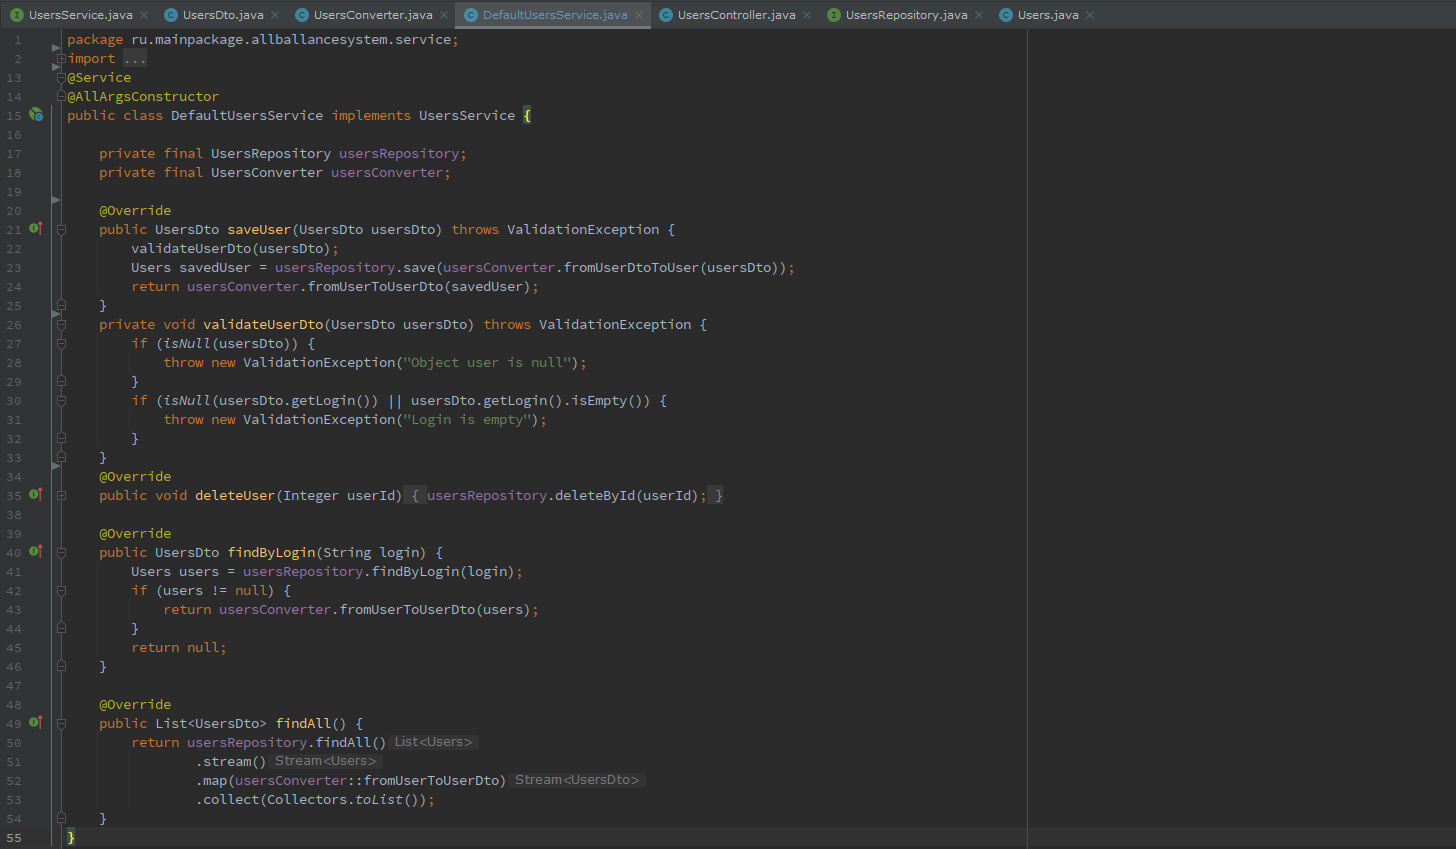 UsersService.java UsersDto.java UsersConverter.java DefaultUsersService.java UsersController.java UsersRepository.java Users.java
1 package ru.mainpackage.allballancesystem.service;
2 import ...
13 @Service
14 @AllArgsConstructor
15 public class DefaultUsersService implements UsersService {
16
17     private final UsersRepository usersRepository;
18     private final UsersConverter usersConverter;
19
20     @Override
21     public UsersDto saveUser(UsersDto usersDto) throws ValidationException {
22         validateUserDto(usersDto);
23         Users savedUser = usersRepository.save(usersConverter.fromUserDtoToUser(usersDto));
24         return usersConverter.fromUserToUserDto(savedUser);
25     }
26     private void validateUserDto(UsersDto usersDto) throws ValidationException {
27         if (isNull(usersDto)) {
28             throw new ValidationException("Object user is null");
29         }
30         if (isNull(usersDto.getLogin()) || usersDto.getLogin().isEmpty()) {
31             throw new ValidationException("Login is empty");
32         }
33     }
34     @Override
35     public void deleteUser(Integer userId) { usersRepository.deleteById(userId); }
38
39     @Override
40     public UsersDto findByLogin(String login) {
41         Users users = usersRepository.findByLogin(login);
42         if (users != null) {
43             return usersConverter.fromUserToUserDto(users);
44         }
45         return null;
46     }
47
48     @Override
49     public List<UsersDto> findAll() {
50         return usersRepository.findAll() List<Users>
51                 .stream() Stream<Users>
52                 .map(usersConverter::fromUserToUserDto) Stream<UsersDto>
53                 .collect(Collectors.toList());
54     }
55 }